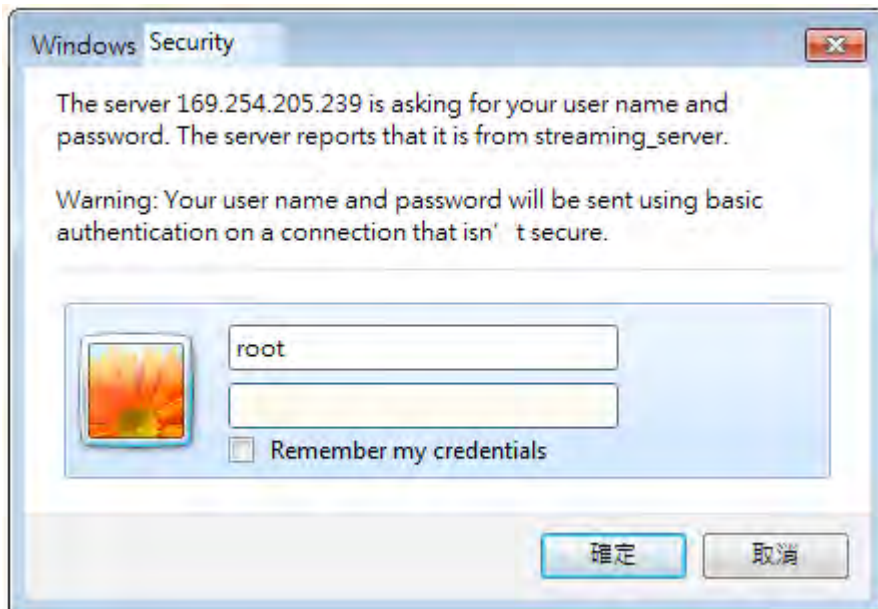 Windows Security
The server 169.254.205.239 is asking for your user name and
password. The server reports that it is from streaming_server.
Warning: Your user name and password will be sent using basic
authentication on a connection that isn' t secure.
root
Remember my credentials
確定 取消